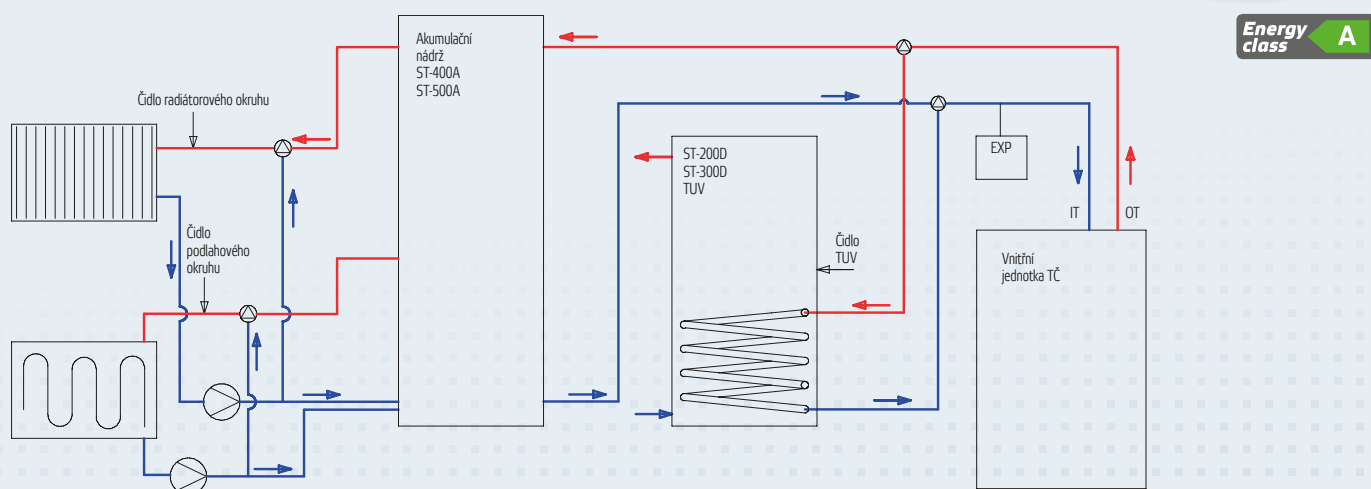 Energy
class
A
Akumulační
nádrž
ST-400A
ST-500A
Čidlo radiátorového okruhu
ST-200D
ST-300D
TUV
EXP
IT
OT
Čidlo
podlahového
okruhu
Čidlo
TUV
Vnitřní
jednotka TČ